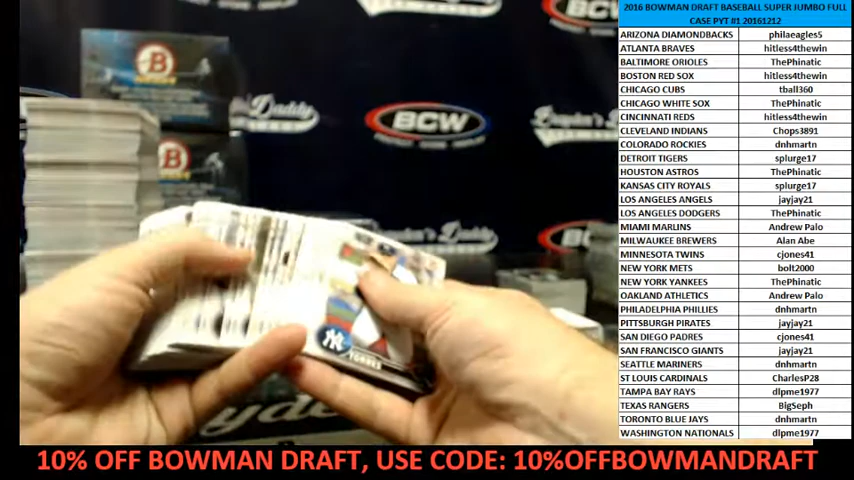 2016 BOWMAN DRAFT BASEBALL SUPER JUMBO FULL
CASE PYT #1 20161212
ARIZONA DIAMONDBACKS philaeagles5
ATLANTA BRAVES hitless4thewin
BALTIMORE ORIOLES ThePhinatic
BOSTON RED SOX hitless4thewin
CHICAGO CUBS tball360
CHICAGO WHITE SOX ThePhinatic
CINCINNATI REDS hitless4thewin
CLEVELAND INDIANS Chops3891
COLORADO ROCKIES dnhmartn
DETROIT TIGERS splurge17
HOUSTON ASTROS ThePhinatic
KANSAS CITY ROYALS splurge17
LOS ANGELES ANGELS jayjay21
LOS ANGELES DODGERS ThePhinatic
MIAMI MARLINS Andrew Palo
MILWAUKEE BREWERS Alan Abe
MINNESOTA TWINS cjones41
NEW YORK METS bolt2000
NEW YORK YANKEES ThePhinatic
OAKLAND ATHLETICS Andrew Palo
PHILADELPHIA PHILLIES dnhmartn
PITTSBURGH PIRATES jayjay21
SAN DIEGO PADRES cjones41
SAN FRANCISCO GIANTS jayjay21
SEATTLE MARINERS dnhmartn
ST LOUIS CARDINALS CharlesP28
TAMPA BAY RAYS dlpme1977
TEXAS RANGERS BigSeph
TORONTO BLUE JAYS dnhmartn
WASHINGTON NATIONALS dlpme1977
B
BCW
Daddy
B
TORRES
10% OFF BOWMAN DRAFT, USE CODE: 10%OFFBOWMANDRAFT